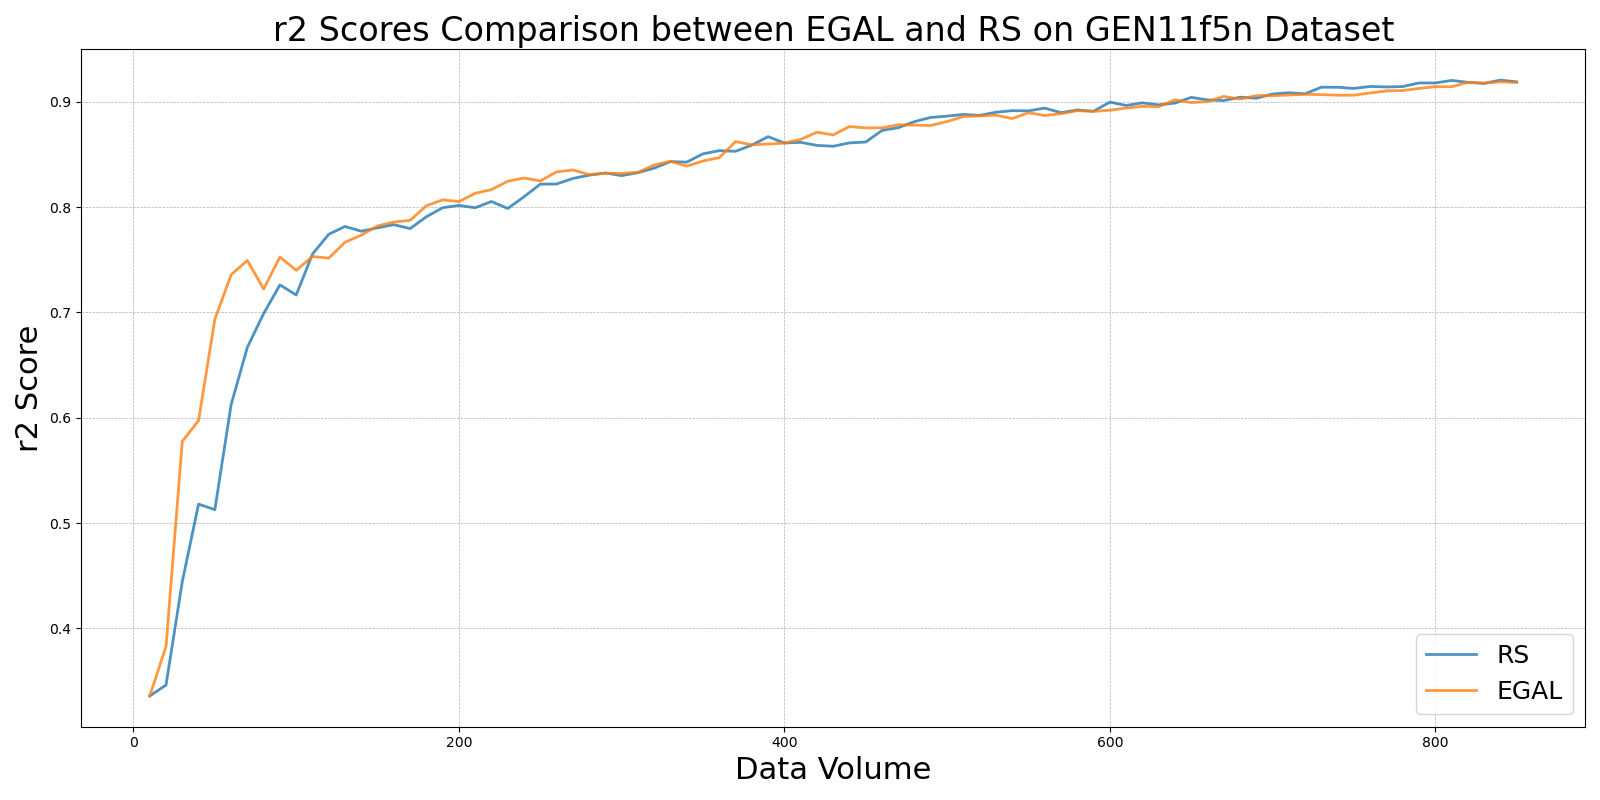 r2 Scores Comparison between EGAL and RS on GEN11f5n Dataset
r2 Score
0.9
0.8
0.7
0.6
0.5
0.4
0
200
400
600
800
Data Volume
RS
EGAL